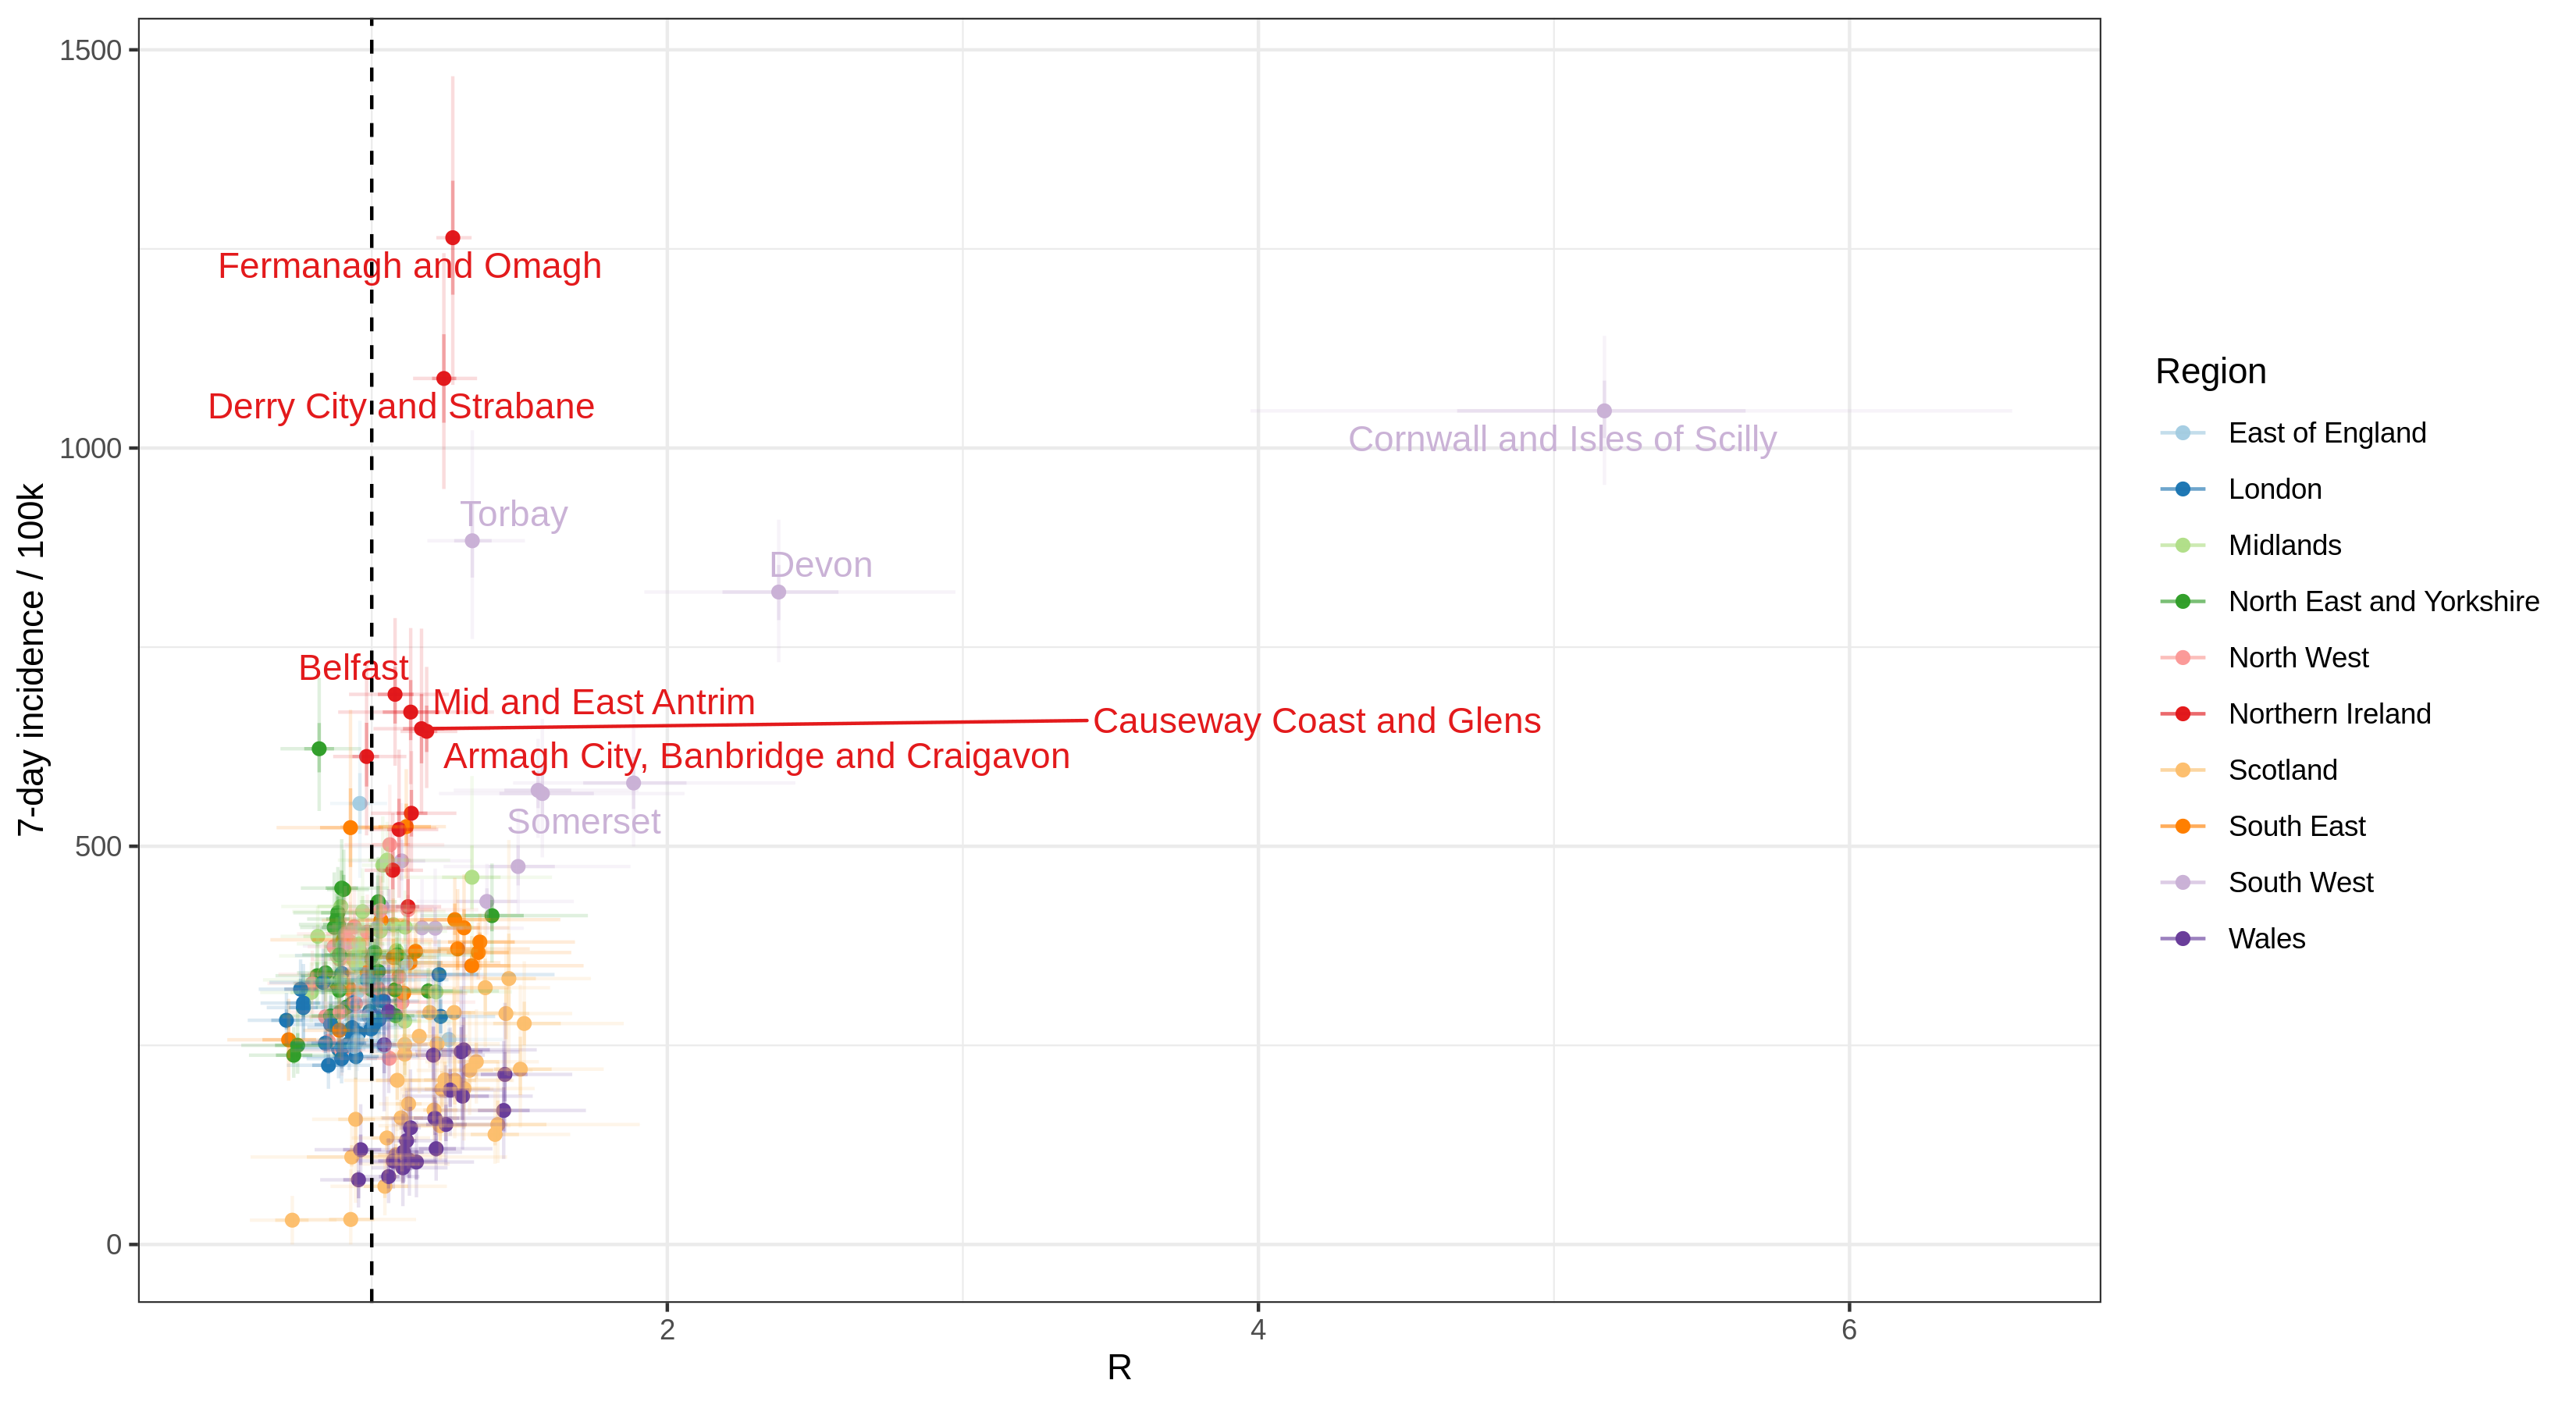 1500
1000
500
0
7-day incidence / 100k
Fermanagh and Omagh
Derry City and Strabane
Cornwall and Isles of Scilly
Torbay
Devon
Belfast
Mid and East Antrim
Causeway Coast and Glens
Armagh City, Banbridge and Craigavon
Somerset
2
4
6
R
Region
East of England
London
Midlands
North East and Yorkshire
North West
Northern Ireland
Scotland
South East
South West
Wales